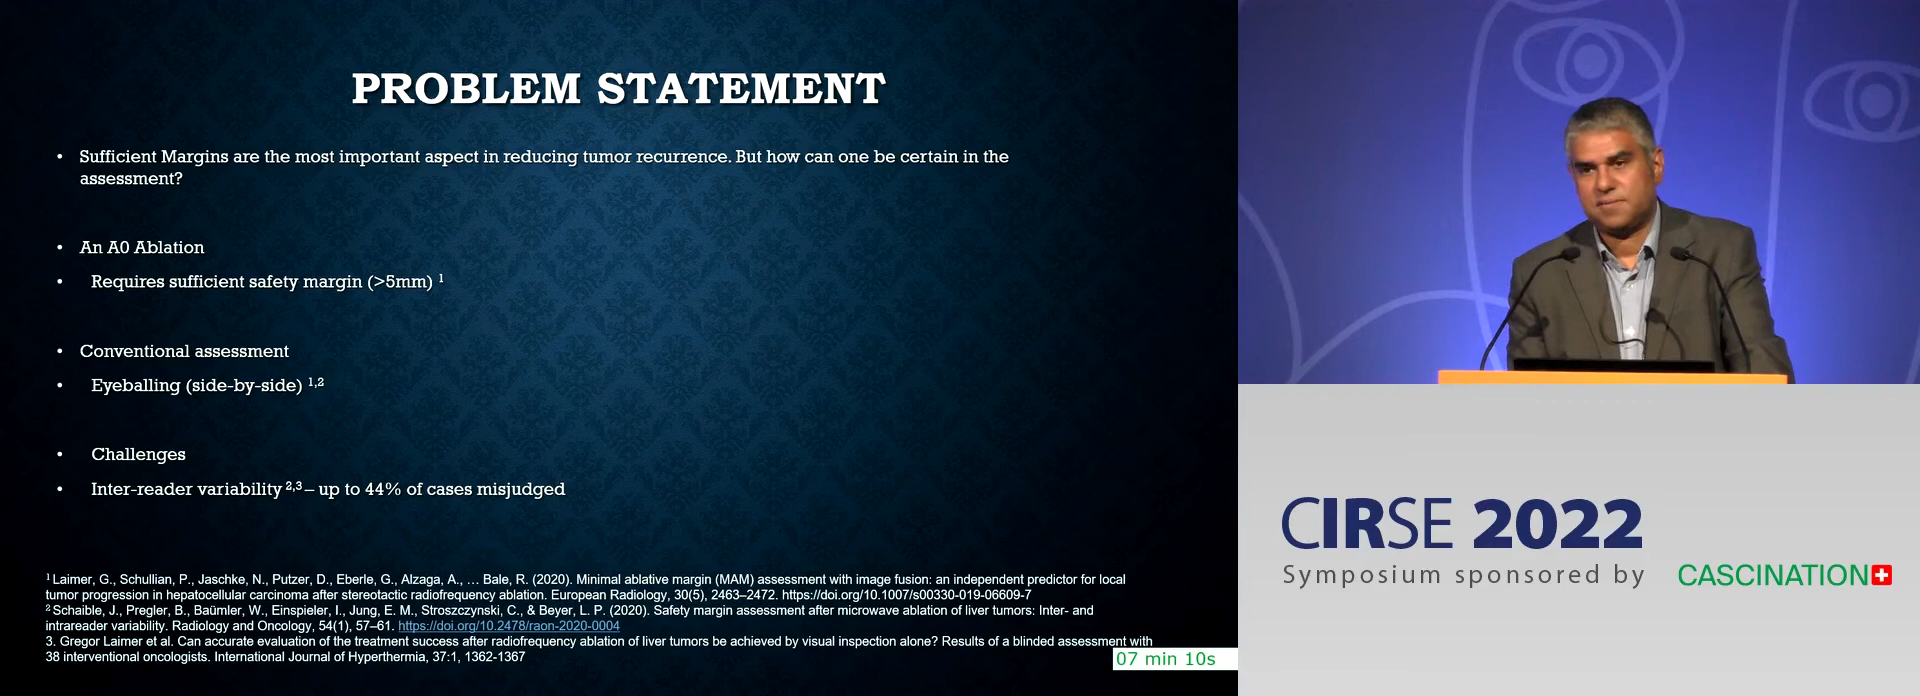 PROBLEM STATEMENT
• Sufficient Margins are the most important aspect in reducing tumor recurrence. But how can one be certain in the
assessment?
• An A0 Ablation
• Requires sufficient safety margin (>5mm) 1
• Conventional assessment
• Eyeballing (side-by-side) 1,2
• Challenges
• Inter-reader variability 2,3 – up to 44% of cases misjudged
1 Laimer, G., Schullian, P., Jaschke, N., Putzer, D., Eberle, G., Alzaga, A., … Bale, R. (2020). Minimal ablative margin (MAM) assessment with image fusion: an independent predictor for local
tumor progression in hepatocellular carcinoma after stereotactic radiofrequency ablation. European Radiology, 30(5), 2463–2472. https://doi.org/10.1007/s00330-019-06609-7
2 Schaible, J., Pregler, B., Baümler, W., Einspieler, I., Jung, E. M., Stroszczynski, C., & Beyer, L. P. (2020). Safety margin assessment after microwave ablation of liver tumors: Inter- and
intrareader variability. Radiology and Oncology, 54(1), 57–61. https://doi.org/10.2478/raon-2020-0004
3. Gregor Laimer et al. Can accurate evaluation of the treatment success after radiofrequency ablation of liver tumors be achieved by visual inspection alone? Results of a blinded assessment with
38 interventional oncologists. International Journal of Hyperthermia, 37:1, 1362-1367
07 min 10s
CIRSE 2022
Symposium sponsored by CASCINATION